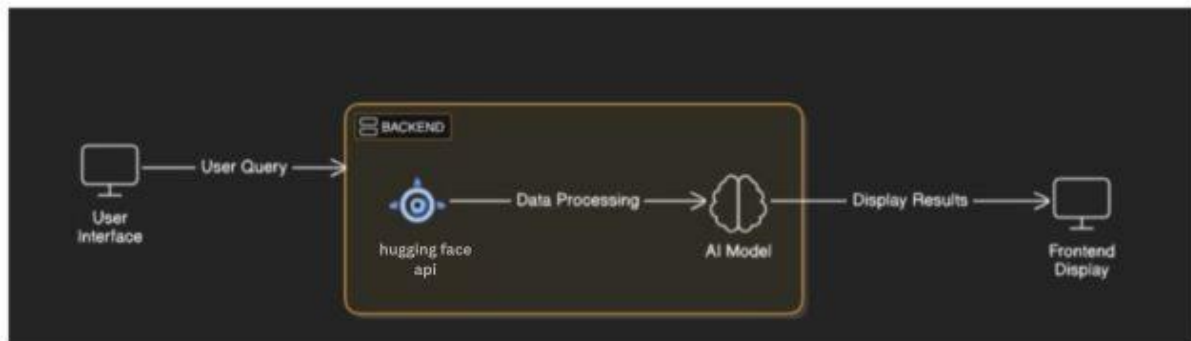 BACKEND
User Query
Data Processing
Display Results
User
Interface
hugging face
api
AI Model
Frontend
Display